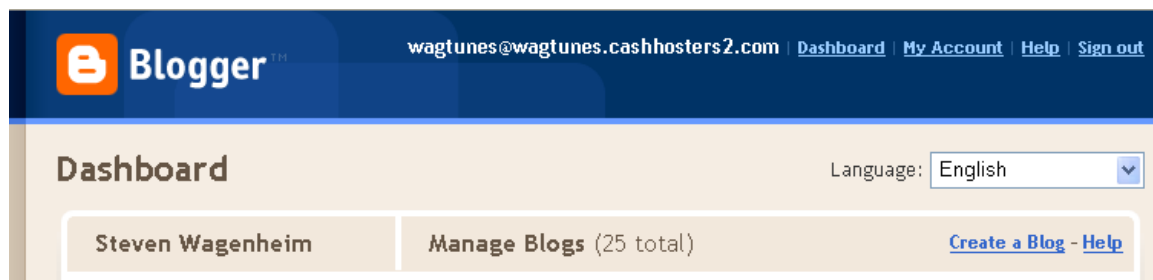 Blogger™ wagtunes@wagtunes.cashhosters2.com | Dashboard | My Account | Help | Sign out
Dashboard Language: English
Steven Wagenheim Manage Blogs (25 total) Create a Blog - Help